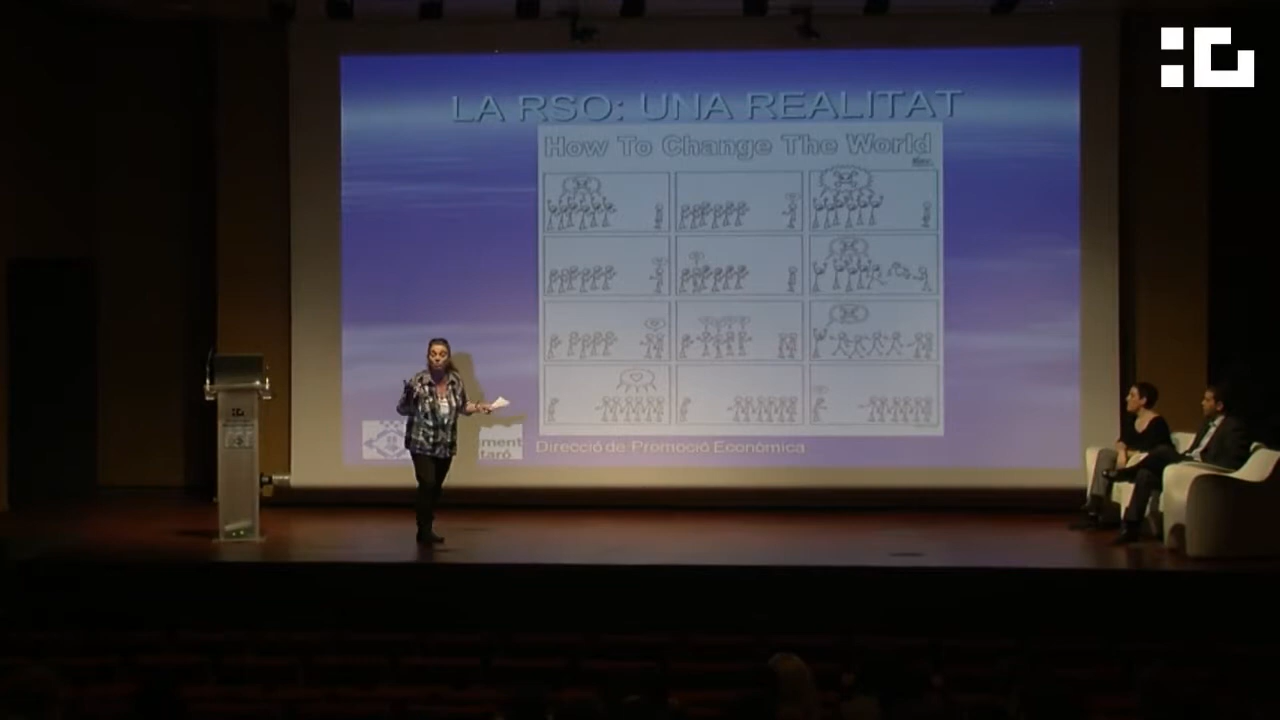 LA RSO: UNA REALITAT
How To Change The World
ment
taró
Direcció de Promoció Econòmica